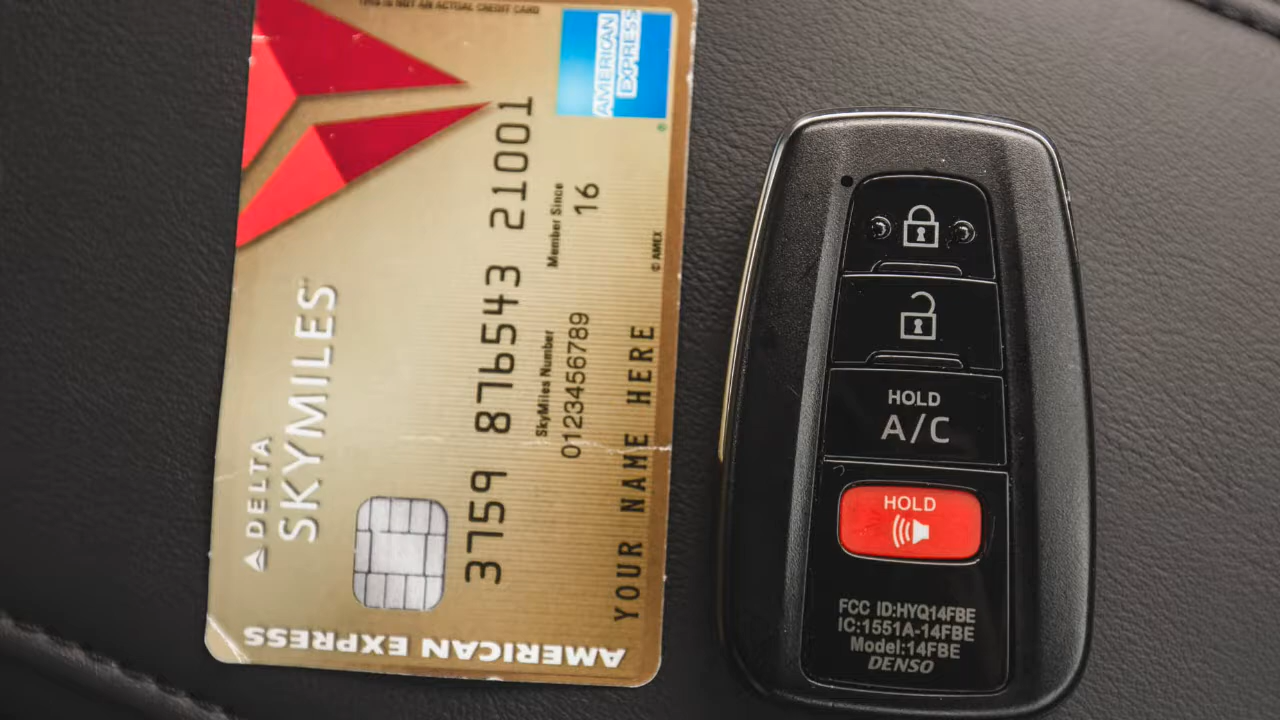 THIS IS NOT AN ACTUAL CREDIT CARD
AMERICAN
EXPRESS
DELTA
SKYMILES
3759 876543 21001
Member Since
16
SkyMiles Number
0123456789
YOUR NAME HERE
© AMEX
AMERICAN EXPRESS
HOLD
A/C
HOLD
FCC ID:HYQ14FBE
IC:1551A-14FBE
Model:14FBE
DENSO